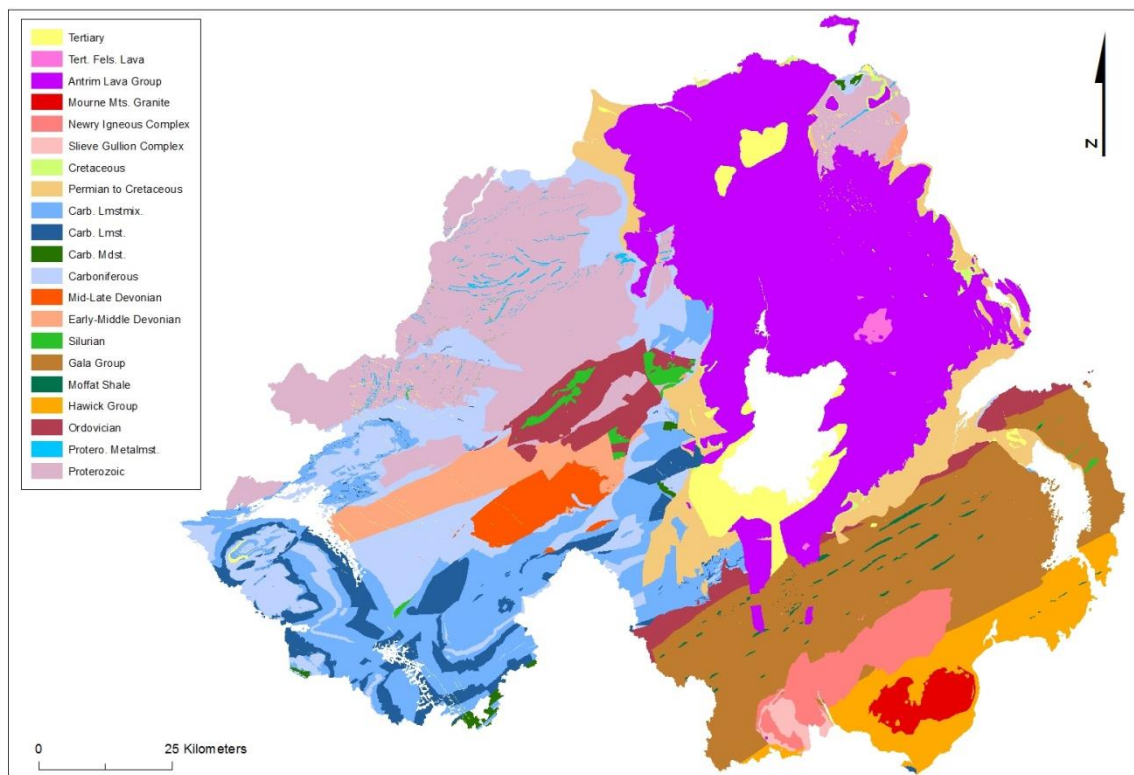 Tertiary
Tert. Fels. Lava
Antrim Lava Group
Mourne Mts. Granite
Newry Igneous Complex
Slieve Gullion Complex
Cretaceous
Permian to Cretaceous
Carb. Lmstmix.
Carb. Lmst.
Carb. Mdst.
Carboniferous
Mid-Late Devonian
Early-Middle Devonian
Silurian
Gala Group
Moffat Shale
Hawick Group
Ordovician
Protero. Metalmst.
Proterozoic
N
0 25 Kilometers